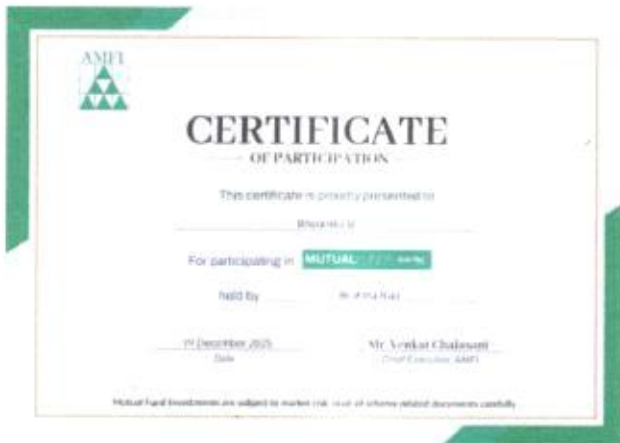 AMFI
CERTIFICATE
OF PARTICIPATION
This certificate is proudly presented to
For participating in MUTUAL
held by
December 2025
Date
Mr. Venkat Chalasani
Chief Executive, AMFI
Mutual Fund Investments are subject to market risk, read all scheme related documents carefully